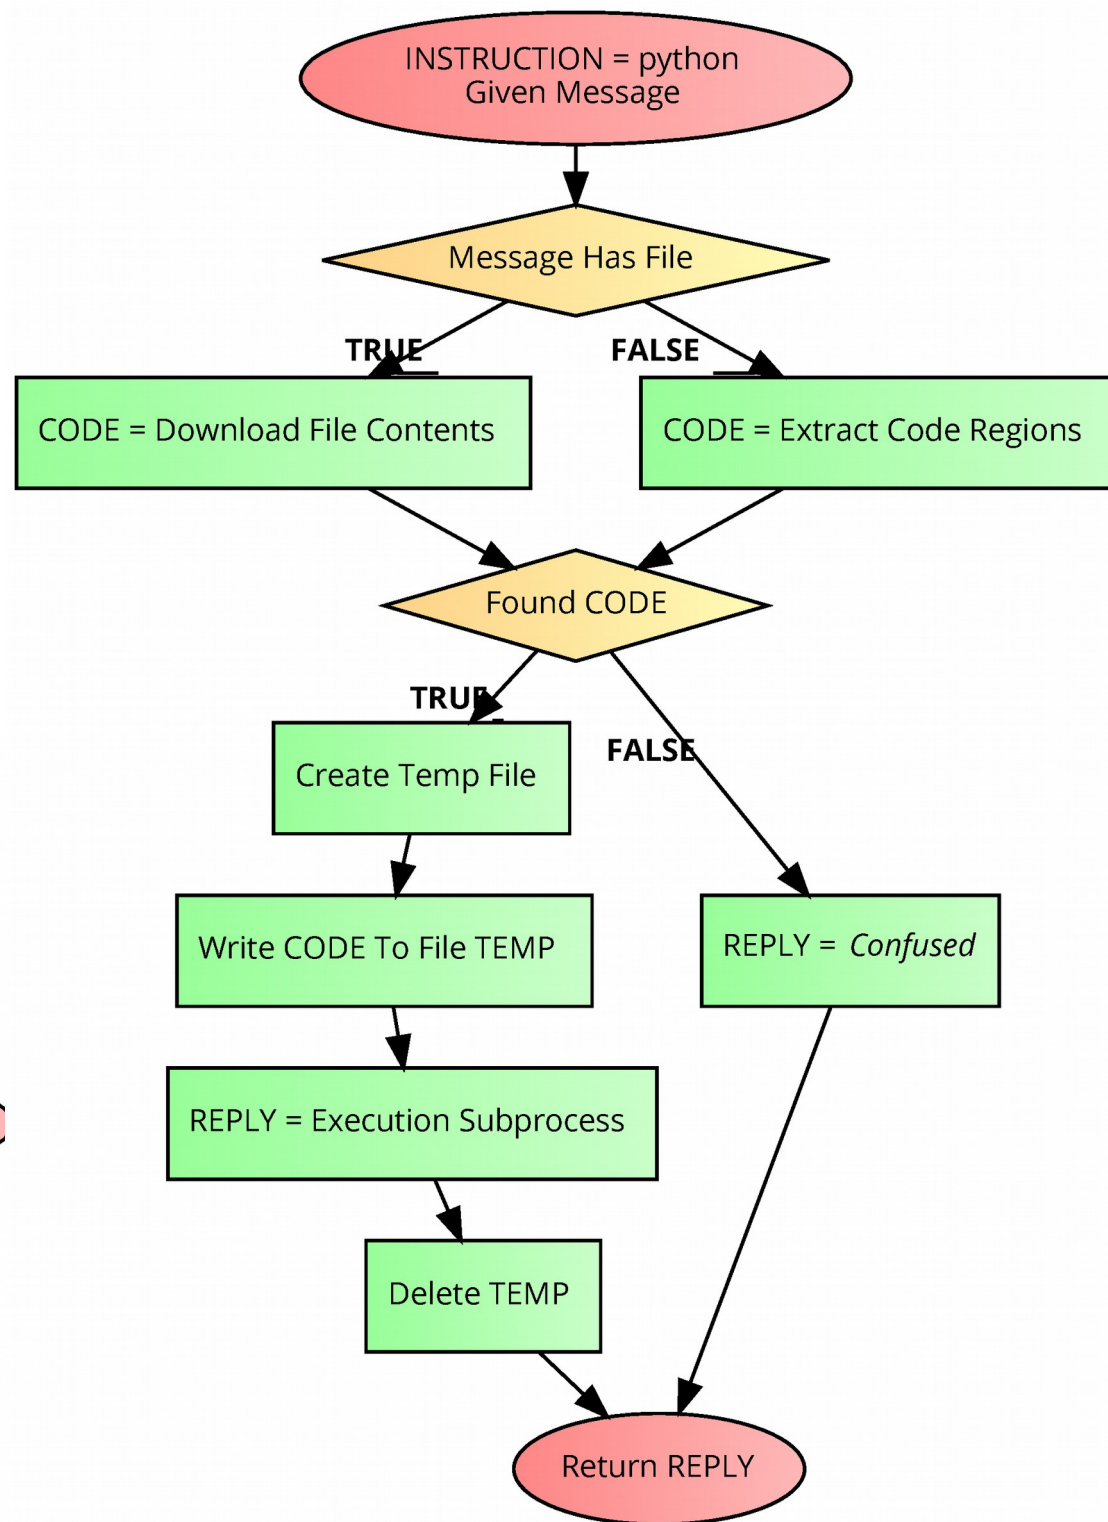 INSTRUCTION = python
Given Message
Message Has File
TRUE
FALSE
CODE = Download File Contents
CODE = Extract Code Regions
Found CODE
TRUE
Create Temp File
FALSE
Write CODE To File TEMP
REPLY = Confused
REPLY = Execution Subprocess
Delete TEMP
Return REPLY